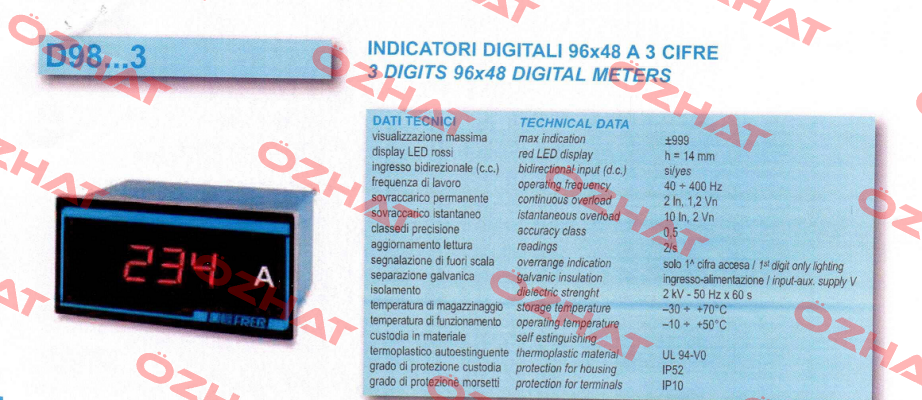 D98...3
INDICATORI DIGITALI 96x48 A 3 CIFRE
3 DIGITS 96x48 DIGITAL METERS
DATI TECNICI TECHNICAL DATA
visualizzazione massima max indication ±999
display LED rossi red LED display h = 14 mm
ingresso bidirezionale (c.c.) bidirectional input (d.c.) si/yes
frequenza di lavoro operating frequency 40 ÷ 400 Hz
sovraccarico permanente continuous overload 2 In, 1,2 Vn
sovraccarico istantaneo istantaneous overload 10 In, 2 Vn
classedi precisione accuracy class 0,5
aggiornamento lettura readings 2/s
segnalazione di fuori scala overrange indication solo 1^ cifra accesa / 1st digit only lighting
separazione galvanica galvanic insulation ingresso-alimentazione / input-aux. supply V
isolamento dielectric strenght 2 kV - 50 Hz x 60 s
temperatura di magazzinaggio storage temperature –30 ÷ +70°C
temperatura di funzionamento operating temperature –10 ÷ +50°C
custodia in materiale self estinguishing
termoplastico autoestinguente thermoplastic material UL 94-V0
grado di protezione custodia protection for housing IP52
grado di protezione morsetti protection for terminals IP10
234 A
FRER
ÖZHAT
ÖZHAT
ÖZHAT
ÖZHAT
ÖZHAT
ÖZHAT
ÖZHAT
ÖZHAT